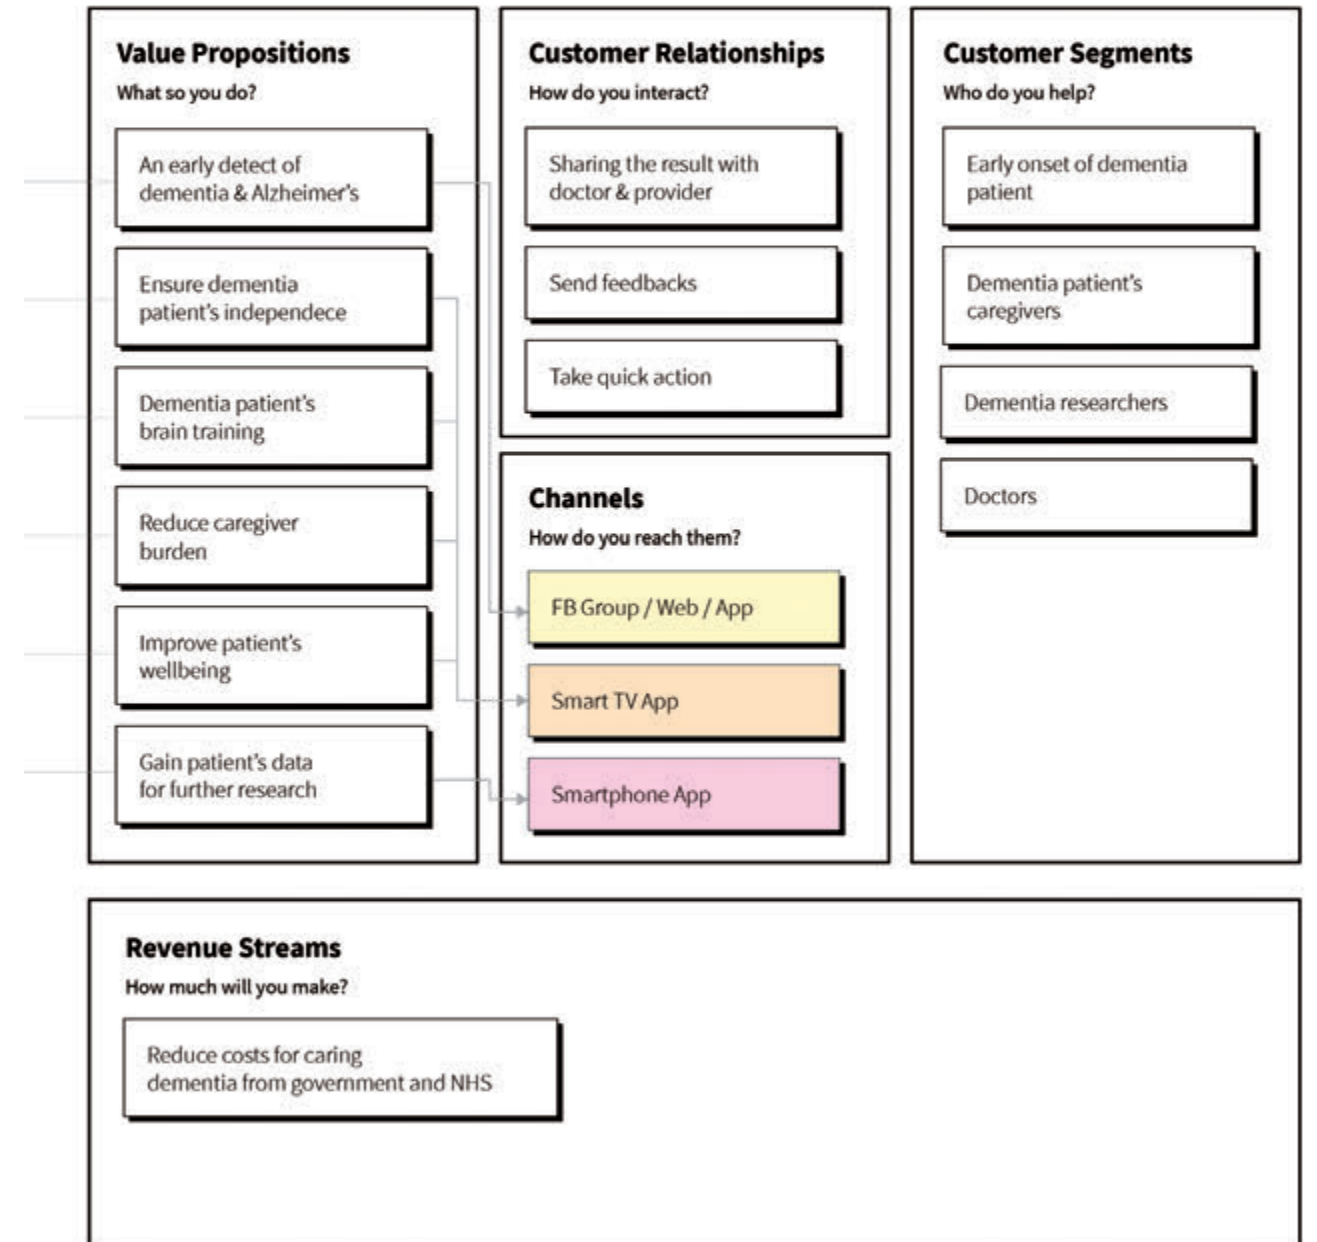 Value Propositions
What so you do?
An early detect of
dementia & Alzheimer's
Ensure dementia
patient's independece
Dementia patient's
brain training
Reduce caregiver
burden
Improve patient's
wellbeing
Gain patient's data
for further research
Customer Relationships
How do you interact?
Sharing the result with
doctor & provider
Send feedbacks
Take quick action
Channels
How do you reach them?
FB Group / Web / App
Smart TV App
Smartphone App
Customer Segments
Who do you help?
Early onset of dementia
patient
Dementia patient's
caregivers
Dementia researchers
Doctors
Revenue Streams
How much will you make?
Reduce costs for caring
dementia from government and NHS